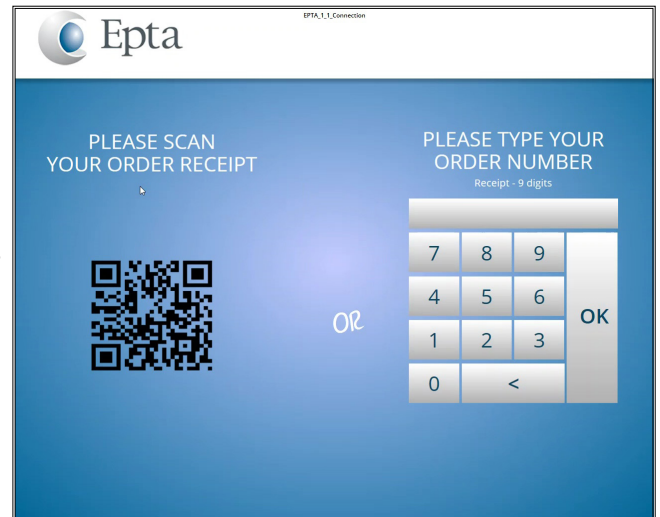 Epta
EPTA_1_1_Connection
PLEASE SCAN
YOUR ORDER RECEIPT
PLEASE TYPE YOUR
ORDER NUMBER
Receipt - 9 digits
OR
7 8 9
4 5 6
OK
1 2 3
0 <